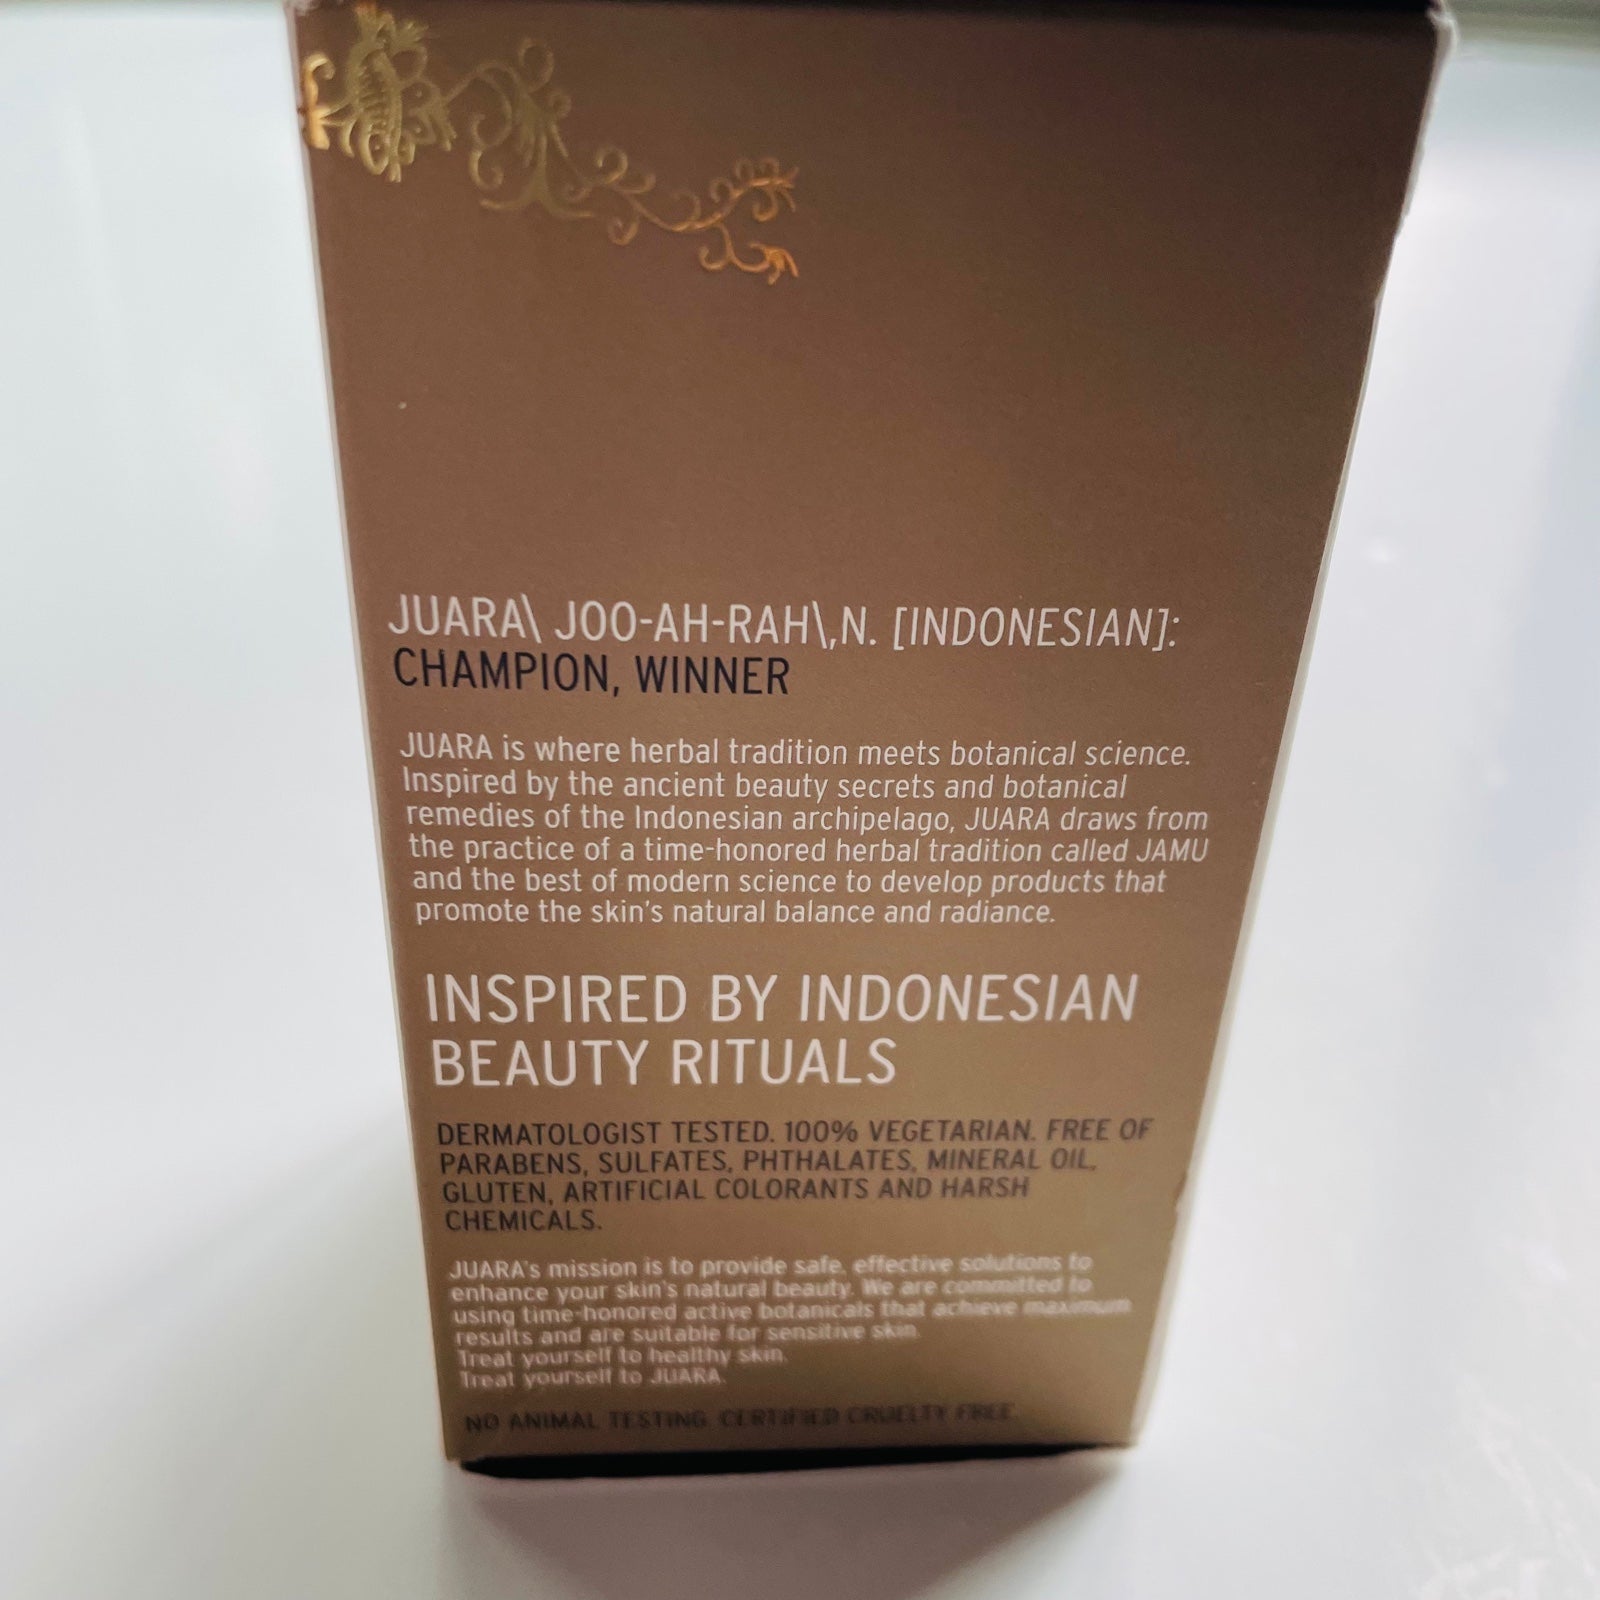 JUARA\ JOO-AH-RAH\,N. [INDONESIAN]:
CHAMPION, WINNER
JUARA is where herbal tradition meets botanical science.
Inspired by the ancient beauty secrets and botanical
remedies of the Indonesian archipelago, JUARA draws from
the practice of a time-honored herbal tradition called JAMU
and the best of modern science to develop products that
promote the skin's natural balance and radiance.
INSPIRED BY INDONESIAN
BEAUTY RITUALS
DERMATOLOGIST TESTED. 100% VEGETARIAN. FREE OF
PARABENS, SULFATES, PHTHALATES, MINERAL OIL,
GLUTEN, ARTIFICIAL COLORANTS AND HARSH
CHEMICALS.
JUARA's mission is to provide safe, effective solutions to
enhance your skin's natural beauty. We are committed to
using time-honored active botanicals that achieve maximum
results and are suitable for sensitive skin.
Treat yourself to healthy skin.
Treat yourself to JUARA.
NO ANIMAL TESTING. CERTIFIED CRUELTY FREE.